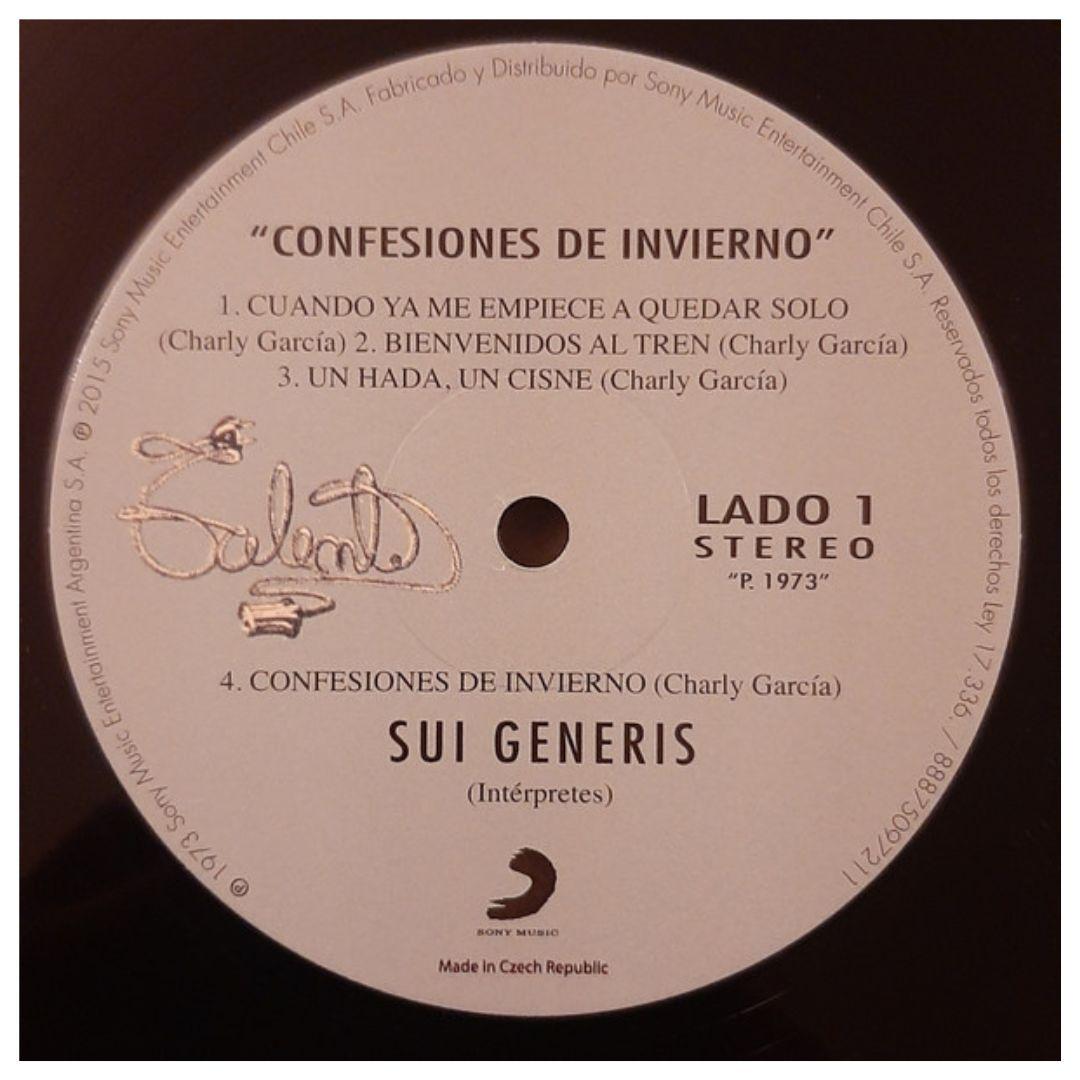 ℗ 1973 Sony Music Entertainment Argentina S.A. ℗ 2015 Sony Music Entertainment Chile S.A. Fabricado y Distribuido por Sony Music Entertainment Chile S.A. Reservados todos los derechos Ley 17.336. / 88875097211
"CONFESIONES DE INVIERNO"
1. CUANDO YA ME EMPIECE A QUEDAR SOLO
(Charly García) 2. BIENVENIDOS AL TREN (Charly García)
3. UN HADA, UN CISNE (Charly García)
Talent
LADO 1
STEREO
"P. 1973"
4. CONFESIONES DE INVIERNO (Charly García)
SUI GENERIS
(Intérpretes)
SONY MUSIC
Made in Czech Republic